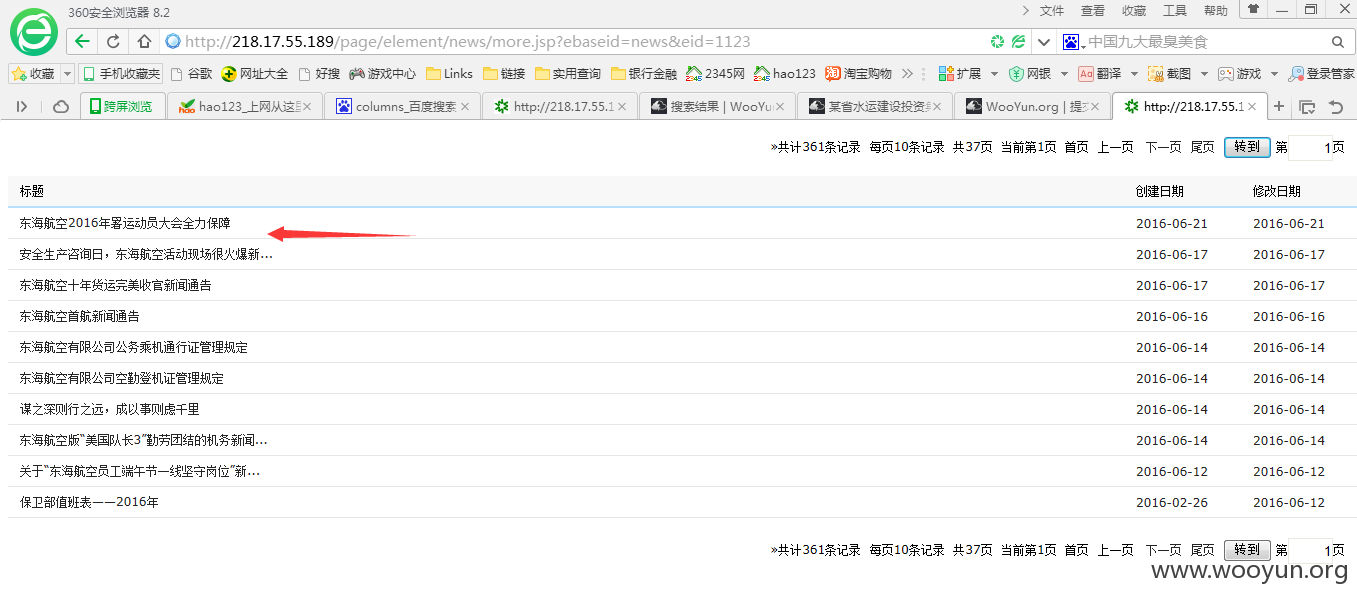 360安全浏览器 8.2
文件 查看 收藏 工具 帮助
http://218.17.55.189/page/element/news/more.jsp?ebaseid=news&eid=1123
中国九大最臭美食
收藏 手机收藏夹 谷歌 网址大全 好搜 游戏中心 Links 链接 实用查询 银行金融 2345网 hao123 淘宝购物 » 扩展 网银 翻译 截图 游戏 登录管家
跨屏浏览 hao123_上网从这里 columns_百度搜索 http://218.17.55.1 搜索结果 | WooYu 某省水运建设投资 WooYun.org | 提 http://218.17.55.1
»共计361条记录 每页10条记录 共37页 当前第1页 首页 上一页 下一页 尾页 转到 第 1页
标题 创建日期 修改日期
东海航空2016年署运动员大会全力保障 2016-06-21 2016-06-21
安全生产咨询日，东海航空活动现场很火爆新... 2016-06-17 2016-06-17
东海航空十年货运完美收官新闻通告 2016-06-17 2016-06-17
东海航空首航新闻通告 2016-06-16 2016-06-16
东海航空有限公司公务乘机通行证管理规定 2016-06-14 2016-06-14
东海航空有限公司空勤登机证管理规定 2016-06-14 2016-06-14
谋之深则行之远，成以事则虑千里 2016-06-14 2016-06-14
东海航空版“美国队长3”勤劳团结的机务新闻... 2016-06-14 2016-06-14
关于“东海航空员工端午节一线坚守岗位”新... 2016-06-12 2016-06-12
保卫部值班表——2016年 2016-02-26 2016-06-12
»共计361条记录 每页10条记录 共37页 当前第1页 首页 上一页 下一页 尾页 转到 第 1页
www.wooyun.org